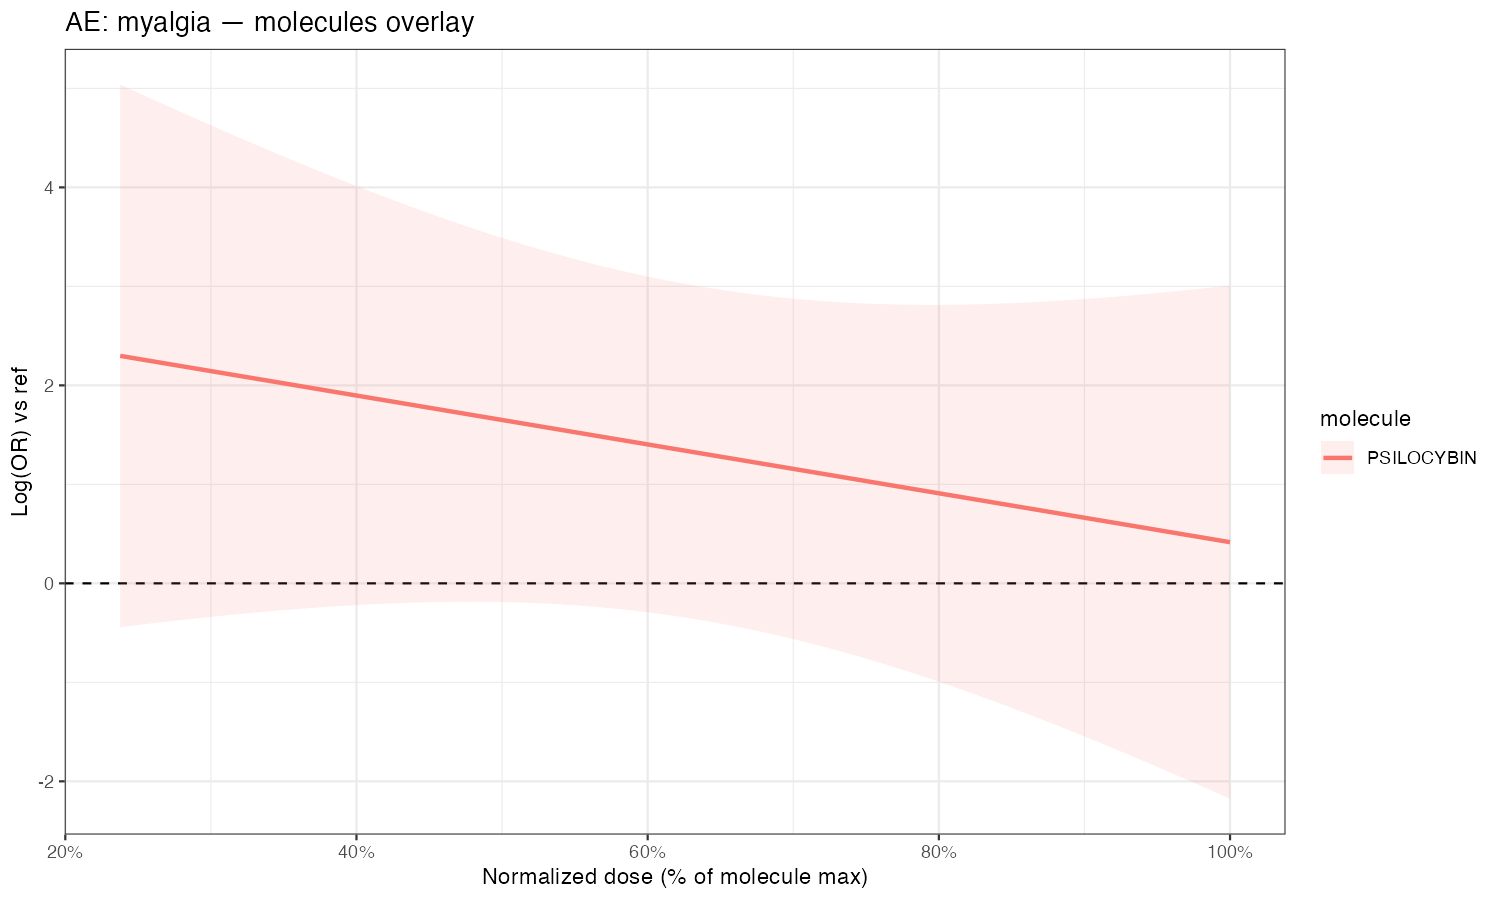 AE: myalgia — molecules overlay
4
2
0
-2
Log(OR) vs ref
20%
40%
60%
80%
100%
Normalized dose (% of molecule max)
molecule
PSILOCYBIN